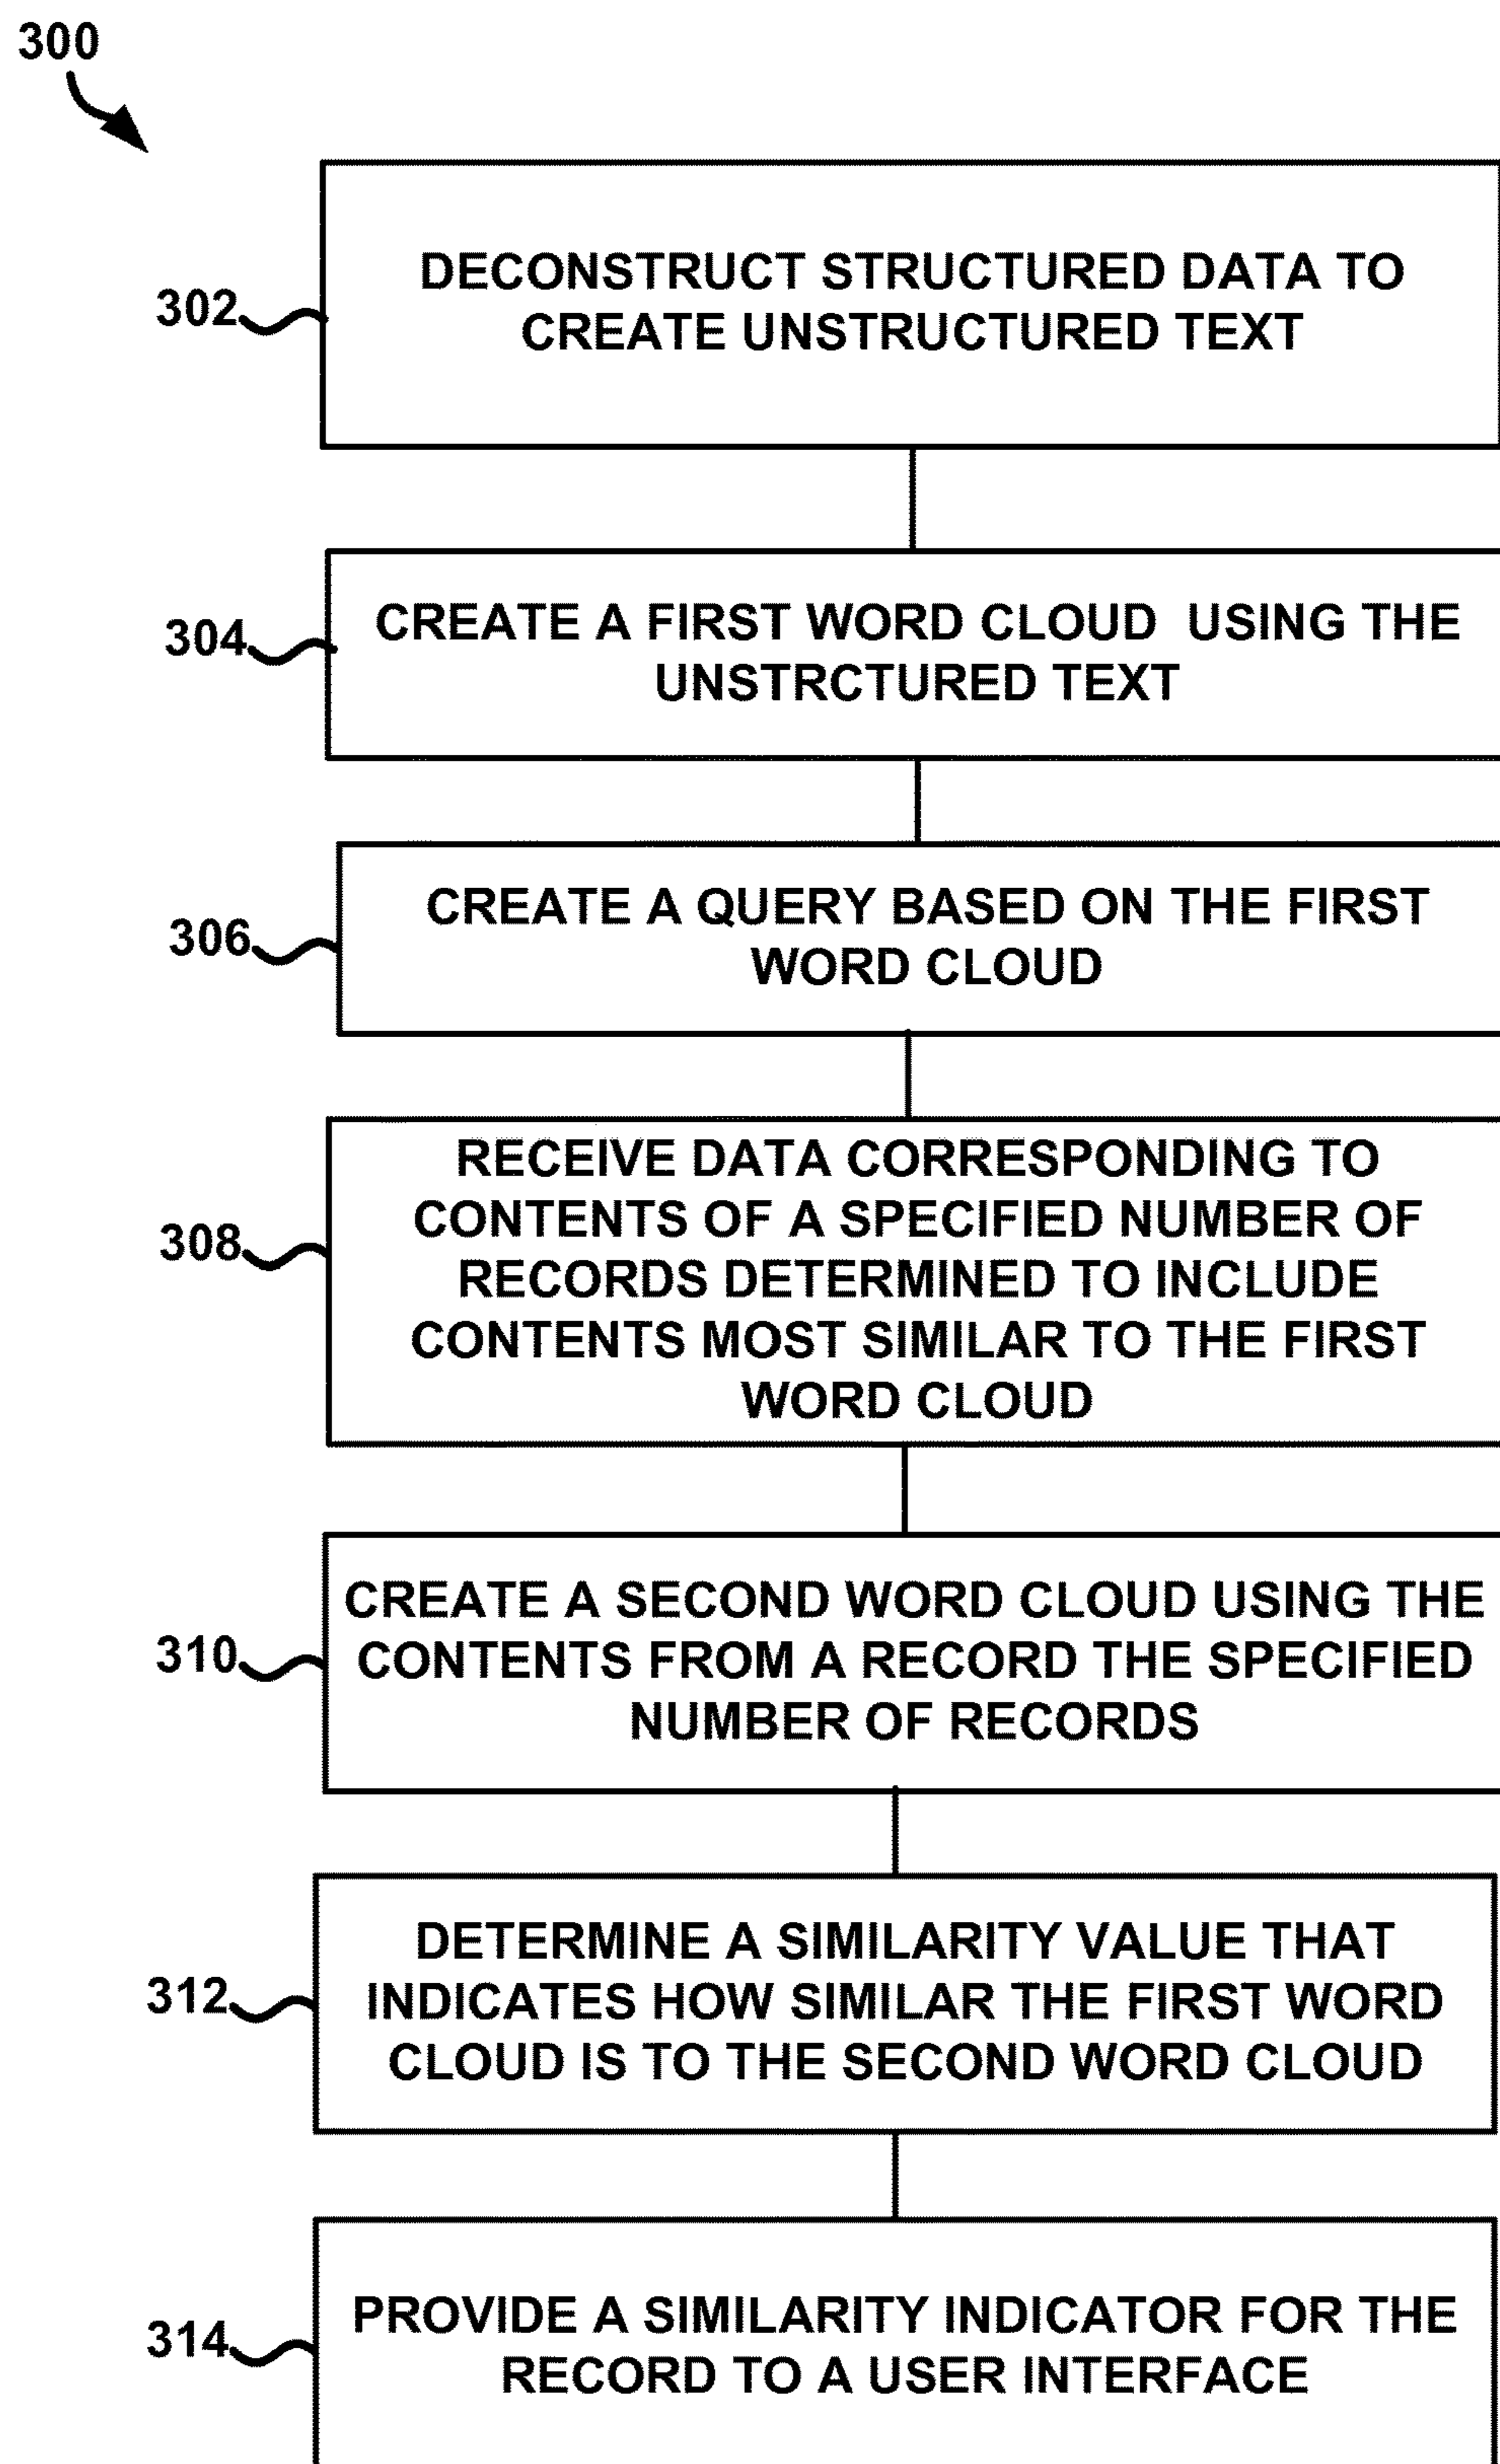 300
302
DECONSTRUCT STRUCTURED DATA TO
CREATE UNSTRUCTURED TEXT
304
CREATE A FIRST WORD CLOUD  USING THE
UNSTRCTURED TEXT
306
CREATE A QUERY BASED ON THE FIRST
WORD CLOUD
308
RECEIVE DATA CORRESPONDING TO
CONTENTS OF A SPECIFIED NUMBER OF
RECORDS DETERMINED TO INCLUDE
CONTENTS MOST SIMILAR TO THE FIRST
WORD CLOUD
310
CREATE A SECOND WORD CLOUD USING THE
CONTENTS FROM A RECORD THE SPECIFIED
NUMBER OF RECORDS
312
DETERMINE A SIMILARITY VALUE THAT
INDICATES HOW SIMILAR THE FIRST WORD
CLOUD IS TO THE SECOND WORD CLOUD
314
PROVIDE A SIMILARITY INDICATOR FOR THE
RECORD TO A USER INTERFACE